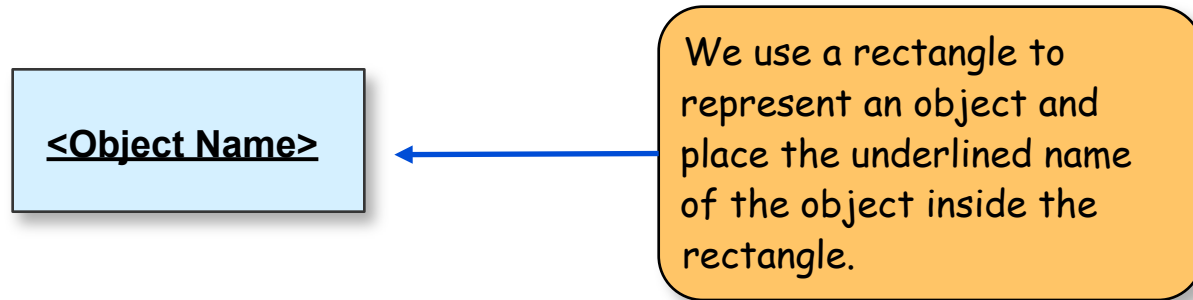 <Object Name>
We use a rectangle to
represent an object and
place the underlined name
of the object inside the
rectangle.